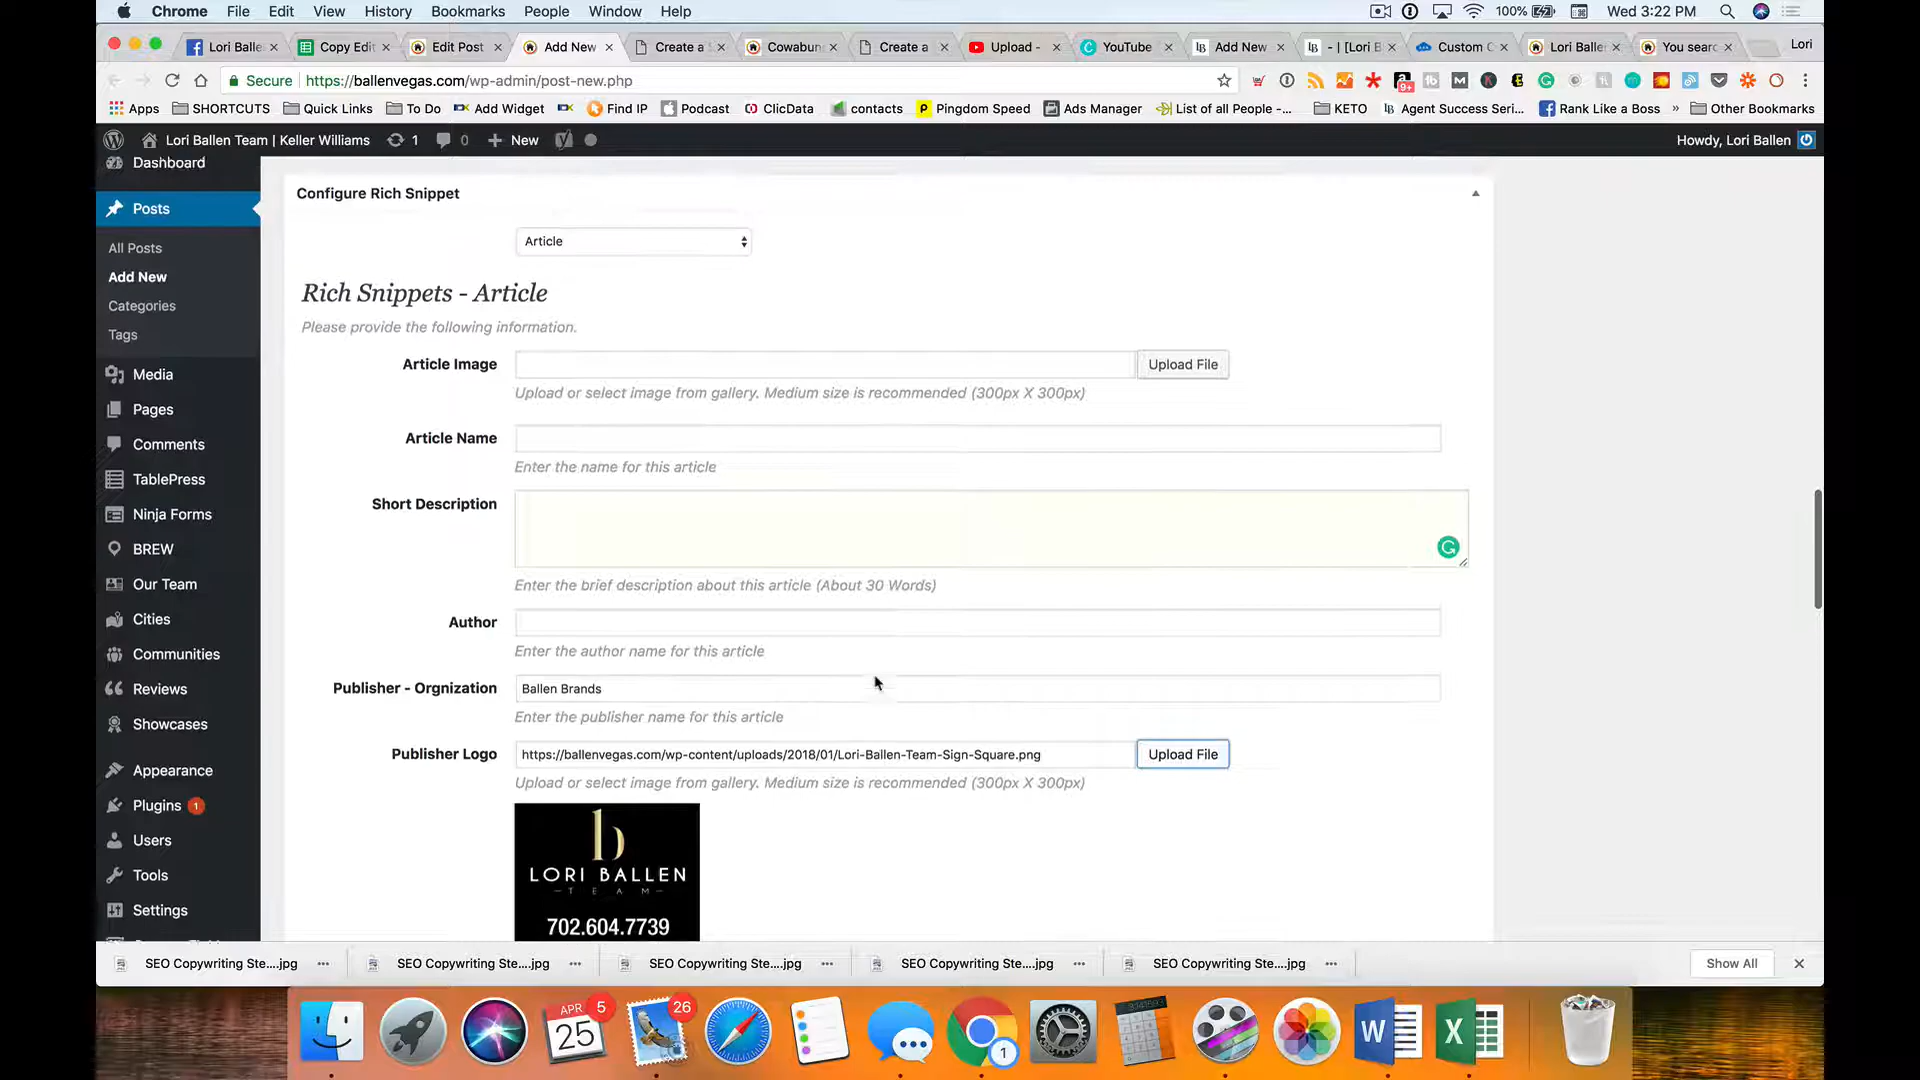 Chrome File Edit View History Bookmarks People Window Help 100% Wed 3:22 PM
Lori Balle Copy Edit Edit Post Add New Create a Cowabun Create a Upload - YouTube Add New - | [Lori B Custom C Lori Balle You searc Lori
Secure https://ballenvegas.com/wp-admin/post-new.php
Apps SHORTCUTS Quick Links To Do Add Widget Find IP Podcast ClicData contacts Pingdom Speed Ads Manager List of all People -... KETO Agent Success Seri... Rank Like a Boss » Other Bookmarks
Lori Ballen Team | Keller Williams 1 0 New Howdy, Lori Ballen
Dashboard
Posts
All Posts
Add New
Categories
Tags
Media
Pages
Comments
TablePress
Ninja Forms
BREW
Our Team
Cities
Communities
Reviews
Showcases
Appearance
Plugins 1
Users
Tools
Settings
Configure Rich Snippet
Article
Rich Snippets - Article
Please provide the following information.
Article Image Upload File
Upload or select image from gallery. Medium size is recommended (300px X 300px)
Article Name
Enter the name for this article
Short Description
Enter the brief description about this article (About 30 Words)
Author
Enter the author name for this article
Publisher - Orgnization Ballen Brands
Enter the publisher name for this article
Publisher Logo https://ballenvegas.com/wp-content/uploads/2018/01/Lori-Ballen-Team-Sign-Square.png Upload File
Upload or select image from gallery. Medium size is recommended (300px X 300px)
LORI BALLEN
TEAM
702.604.7739
SEO Copywriting Ste....jpg SEO Copywriting Ste....jpg SEO Copywriting Ste....jpg SEO Copywriting Ste....jpg SEO Copywriting Ste....jpg Show All
APR 25 5 26 1